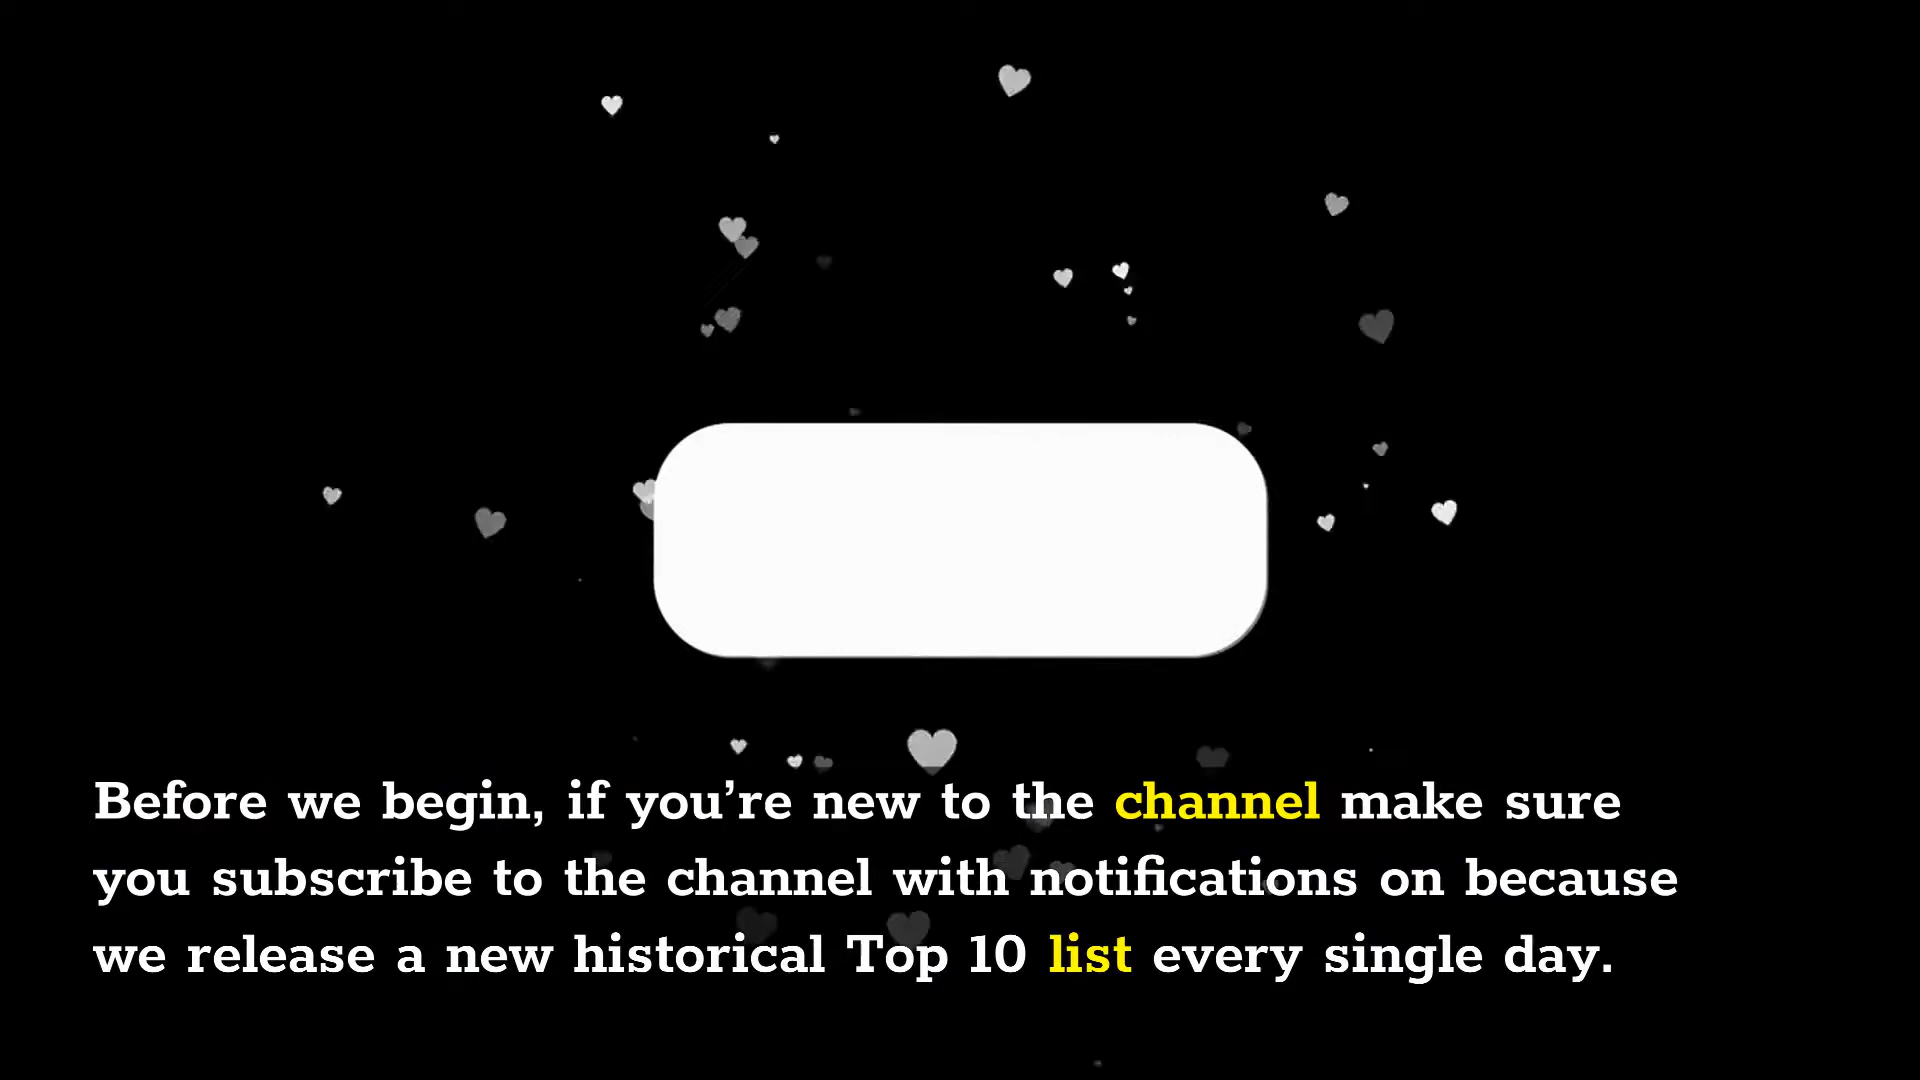 Before we begin, if you’re new to the channel make sure
you subscribe to the channel with notifications on because
we release a new historical Top 10 list every single day.